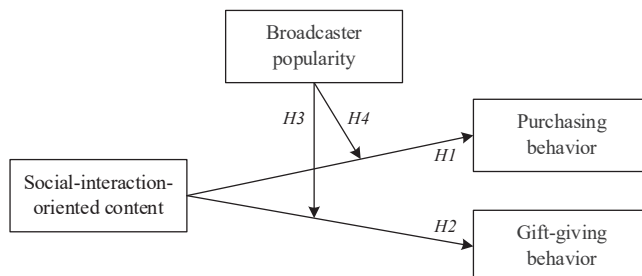 Broadcaster
popularity
H3
H4
Purchasing
behavior
H1
Social-interaction-
oriented content
H2
Gift-giving
behavior